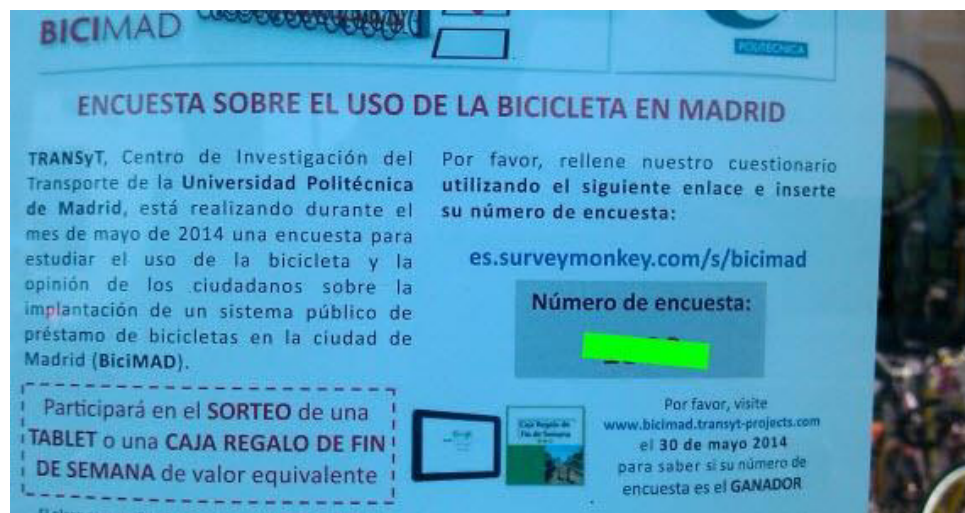 BICIMAD
POLITÉCNICA
ENCUESTA SOBRE EL USO DE LA BICICLETA EN MADRID
TRANSyT, Centro de Investigación del
Transporte de la Universidad Politécnica
de Madrid, está realizando durante el
mes de mayo de 2014 una encuesta para
estudiar el uso de la bicicleta y la
opinión de los ciudadanos sobre la
implantación de un sistema público de
préstamo de bicicletas en la ciudad de
Madrid (BiciMAD).
Participará en el SORTEO de una
TABLET o una CAJA REGALO DE FIN
DE SEMANA de valor equivalente
Por favor, rellene nuestro cuestionario
utilizando el siguiente enlace e inserte
su número de encuesta:
es.surveymonkey.com/s/bicimad
Número de encuesta:
Caja Regalo de
Fin de Semana
Por favor, visite
www.bicimad.transyt-projects.com
el 30 de mayo 2014
para saber si su número de
encuesta es el GANADOR